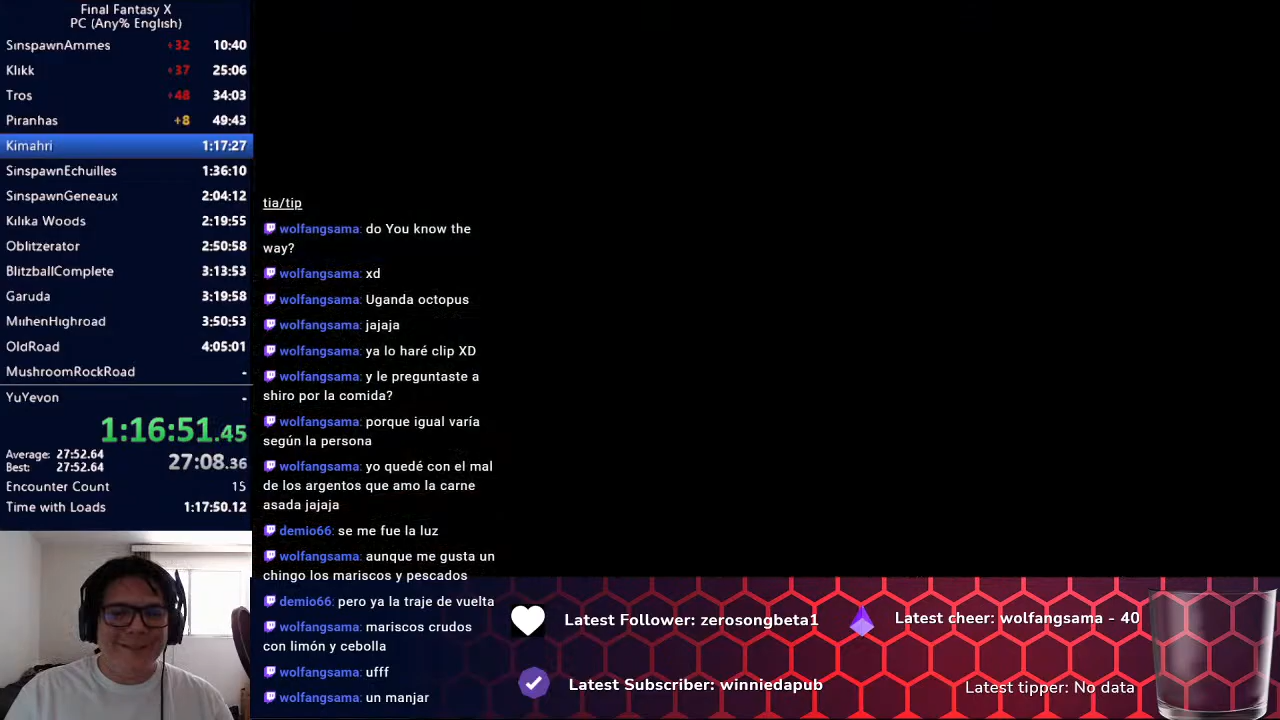 Final Fantasy X
PC (Any% English)
SinspawnAmmes +32 10:40
Klikk +37 25:06
Tros +48 34:03
Piranhas +8 49:43
Kimahri 1:17:27
SinspawnEchuilles 1:36:10
SinspawnGeneaux 2:04:12
Kilika Woods 2:19:55
Oblitzerator 2:50:58
BlitzballComplete 3:13:53
Garuda 3:19:58
MiihenHighroad 3:50:53
OldRoad 4:05:01
MushroomRockRoad -
YuYevon -
1:16:51.45
Average: 27:52.64
Best: 27:52.64
27:08.36
Encounter Count 15
Time with Loads 1:17:50.12
tia/tip
wolfangsama: do You know the
way?
wolfangsama: xd
wolfangsama: Uganda octopus
wolfangsama: jajaja
wolfangsama: ya lo haré clip XD
wolfangsama: y le preguntaste a
shiro por la comida?
wolfangsama: porque igual varía
según la persona
wolfangsama: yo quedé con el mal
de los argentos que amo la carne
asada jajaja
demio66: se me fue la luz
wolfangsama: aunque me gusta un
chingo los mariscos y pescados
demio66: pero ya la traje de vuelta
wolfangsama: mariscos crudos
con limón y cebolla
wolfangsama: ufff
wolfangsama: un manjar
Latest Follower: zerosongbeta1
Latest cheer: wolfangsama - 40
Latest Subscriber: winniedapub
Latest tipper: No data